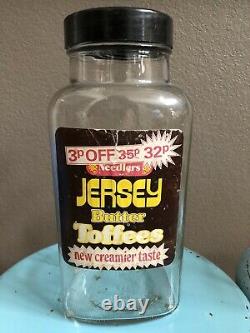 3P OFF 35P 32P
Needlers
JERSEY
Butter
Toffees
new creamier taste